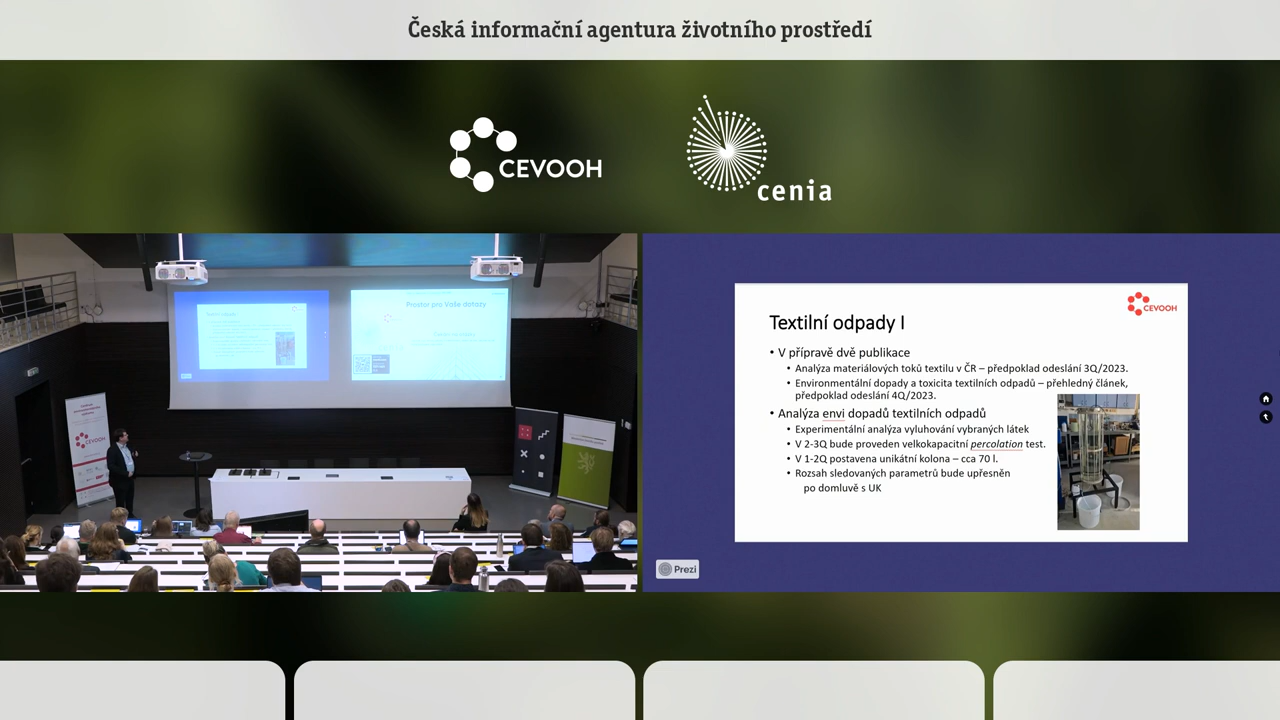 Česká informační agentura životního prostředí
CEVOOH
cenia
Prostor pro Vaše dotazy
CEVOOH
CEVOOH
Textilní odpady I
• V přípravě dvě publikace
• Analýza materiálových toků textilu v ČR – předpoklad odeslání 3Q/2023.
• Environmentální dopady a toxicita textilních odpadů – přehledný článek,
předpoklad odeslání 4Q/2023.
• Analýza envi dopadů textilních odpadů
• Experimentální analýza vyluhování vybraných látek
• V 2-3Q bude proveden velkokapacitní percolation test.
• V 1-2Q postavena unikátní kolona – cca 70 l.
• Rozsah sledovaných parametrů bude upřesněn
po domluvě s UK
Prezi